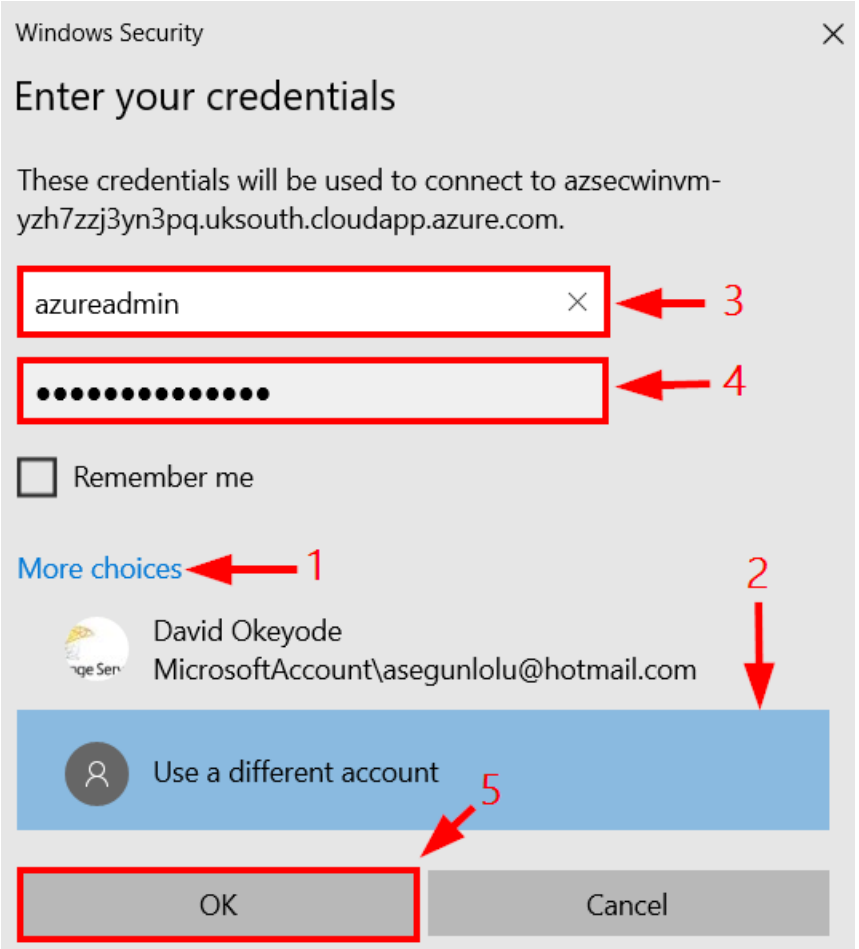 Windows Security
Enter your credentials
These credentials will be used to connect to azsecwinvm-
yzh7zzj3yn3pq.uksouth.cloudapp.azure.com.
azureadmin
3
4
Remember me
More choices
1
2
David Okeyode
MicrosoftAccount\asegunlolu@hotmail.com
Use a different account
5
OK
Cancel